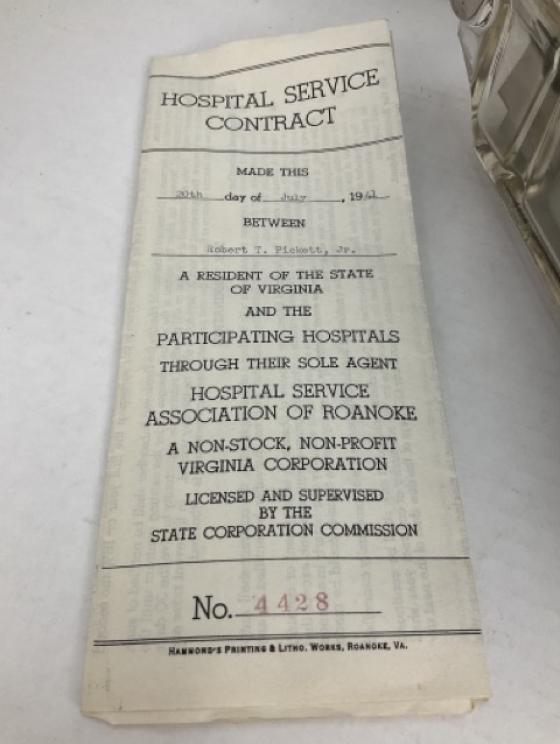 HOSPITAL SERVICE
CONTRACT
MADE THIS
20th day of July, 1941
BETWEEN
Robert T. Pickett, Jr.
A RESIDENT OF THE STATE
OF VIRGINIA
AND THE
PARTICIPATING HOSPITALS
THROUGH THEIR SOLE AGENT
HOSPITAL SERVICE
ASSOCIATION OF ROANOKE
A NON-STOCK, NON-PROFIT
VIRGINIA CORPORATION
LICENSED AND SUPERVISED
BY THE
STATE CORPORATION COMMISSION
No. 4428
HAMMOND'S PRINTING & LITHO. WORKS, ROANOKE, VA.